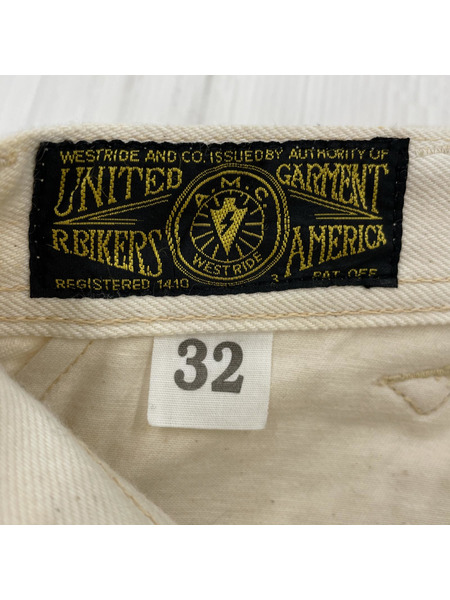 WESTRIDE AND CO. ISSUED BY AUTHORITY OF
UNITED GARMENT
A.M.C.
R.BIKERS AMERICA
WESTRIDE
REGISTERED 1410 R PAT. OFF.
32